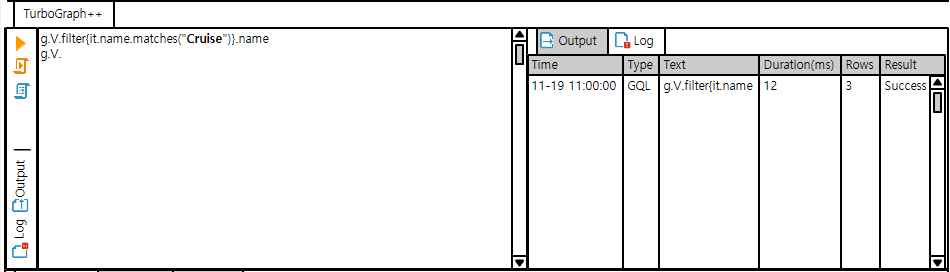 TurboGraph++
g.V.filter{it.name.matches("Cruise")}.name
g.V.
Output
Log
Output Log
Time Type Text Duration(ms) Rows Result
11-19 11:00:00 GQL g.V.filter{it.name 12 3 Success